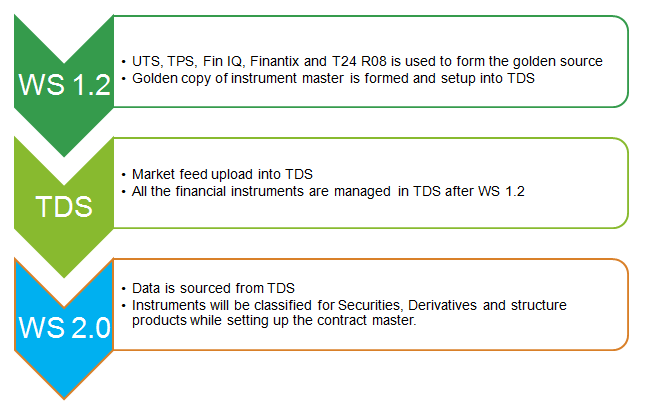 WS 1.2
• UTS, TPS, Fin IQ, Finantix and T24 R08 is used to form the golden source
• Golden copy of instrument master is formed and setup into TDS
TDS
• Market feed upload into TDS
• All the financial instruments are managed in TDS after WS 1.2
WS 2.0
• Data is sourced from TDS
• Instruments will be classified for Securities, Derivatives and structure
products while setting up the contract master.